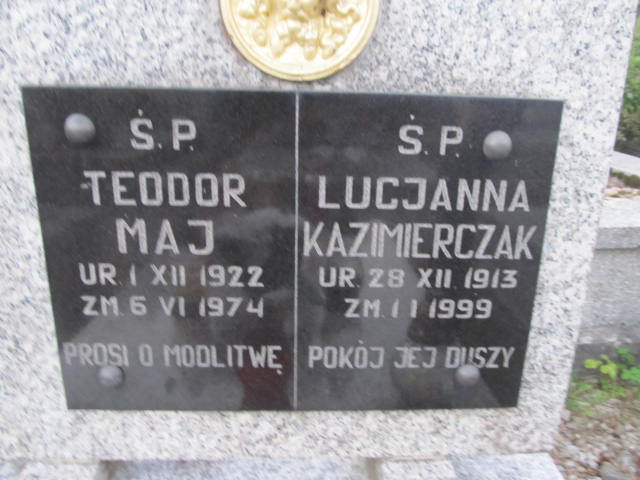 Ś.P.
TEODOR
MAJ
UR. 1 XII 1922
ZM. 6 VI 1974
PROSI O MODLITWĘ
Ś.P.
LUCJANNA
KAZIMIERCZAK
UR. 28 XII 1913
ZM. 1 I 1999
POKÓJ JEJ DUSZY